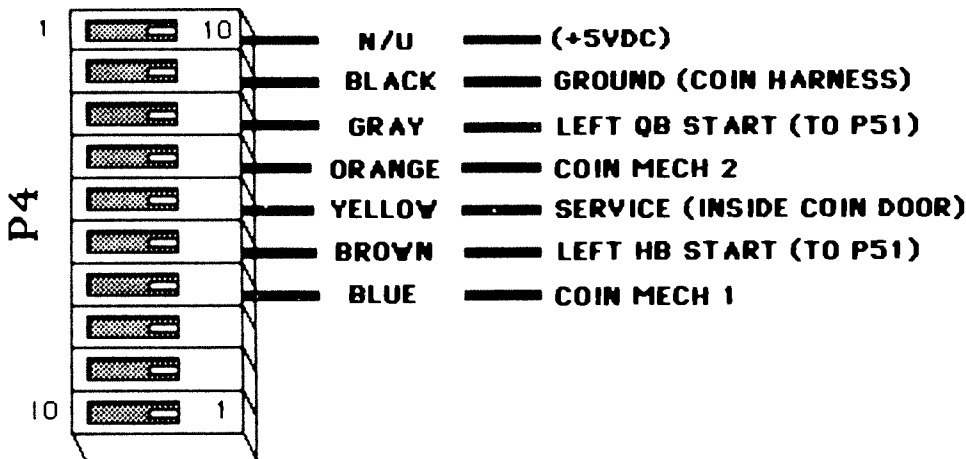 1 10 N/U (+5VDC)
BLACK GROUND (COIN HARNESS)
GRAY LEFT QB START (TO P51)
ORANGE COIN MECH 2
YELLOW SERVICE (INSIDE COIN DOOR)
BROWN LEFT HB START (TO P51)
BLUE COIN MECH 1
P4
10 1